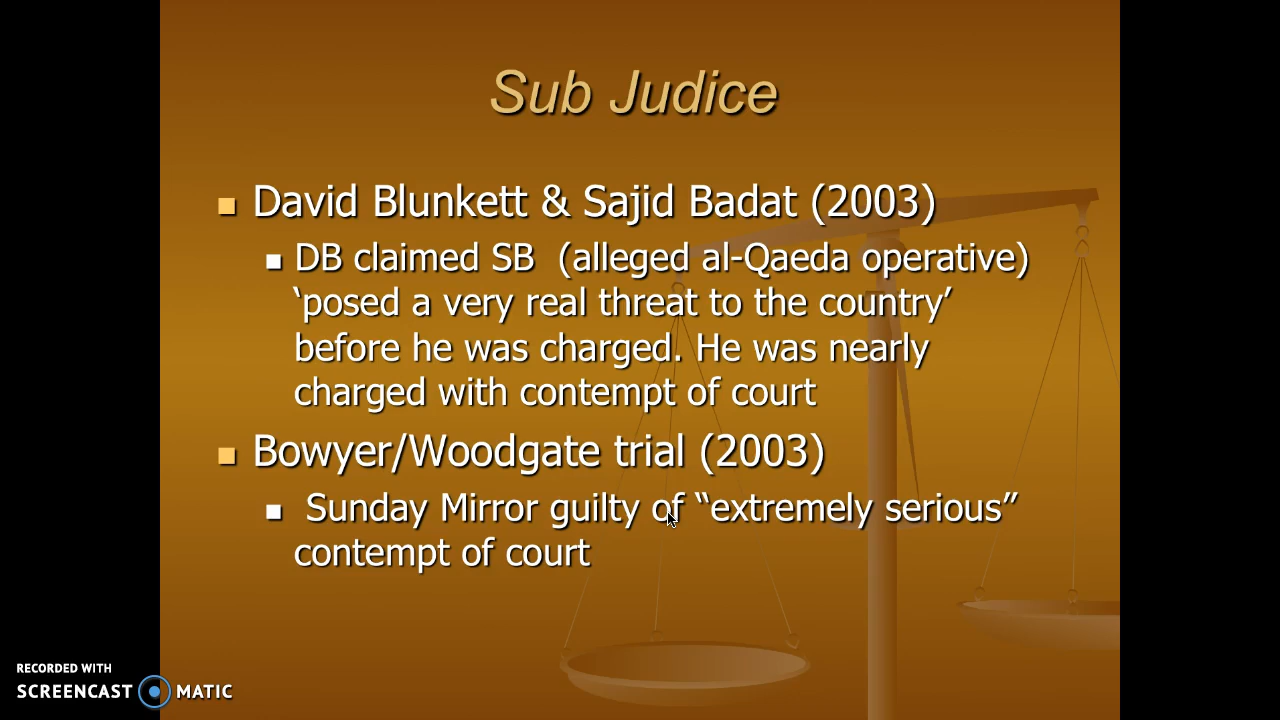 Sub Judice
David Blunkett & Sajid Badat (2003)
DB claimed SB (alleged al-Qaeda operative)
‘posed a very real threat to the country’
before he was charged. He was nearly
charged with contempt of court
Bowyer/Woodgate trial (2003)
Sunday Mirror guilty of “extremely serious”
contempt of court
RECORDED WITH
SCREENCAST MATIC